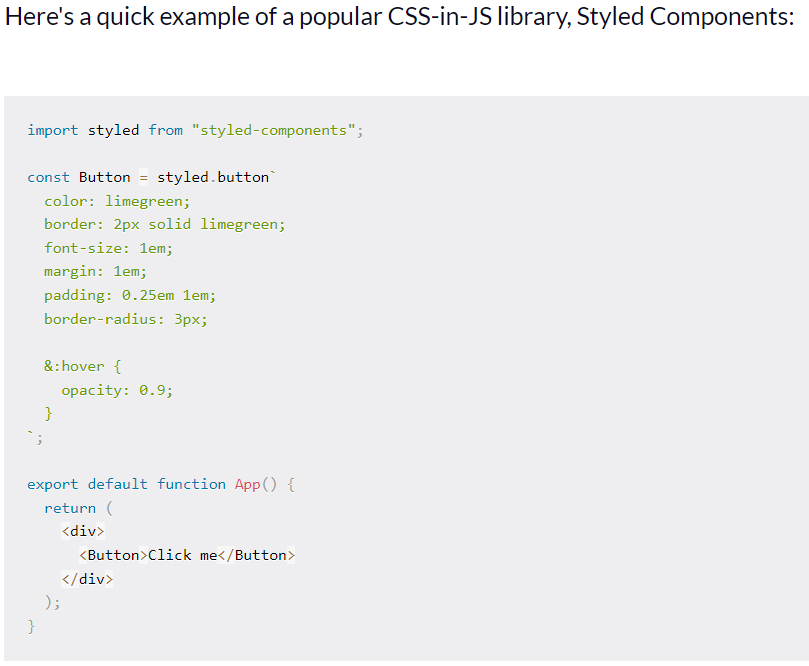 Here's a quick example of a popular CSS-in-JS library, Styled Components:
import styled from "styled-components";
const Button = styled.button`
  color: limegreen;
  border: 2px solid limegreen;
  font-size: 1em;
  margin: 1em;
  padding: 0.25em 1em;
  border-radius: 3px;
  &:hover {
    opacity: 0.9;
  }
`;
export default function App() {
  return (
    <div>
      <Button>Click me</Button>
    </div>
  );
}